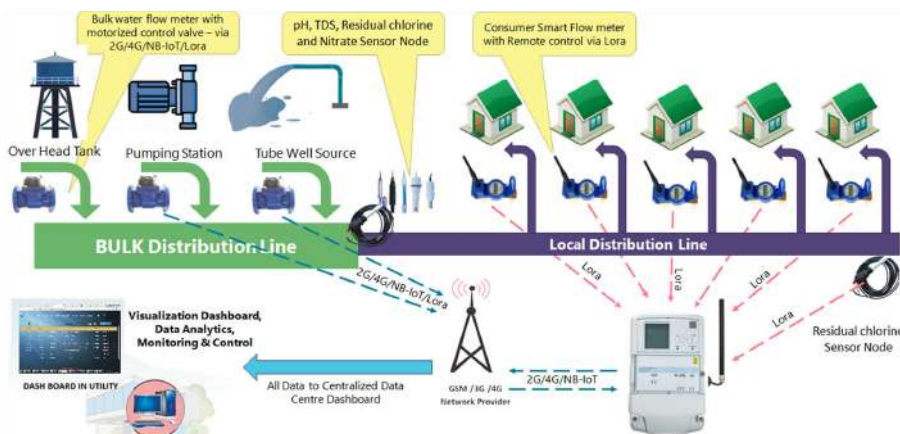 Bulk water flow meter with
motorized control valve – via
2G/4G/NB-IoT/Lora
pH, TDS, Residual chlorine
and Nitrate Sensor Node
Consumer Smart Flow meter
with Remote control via Lora
Over Head Tank
Pumping Station
Tube Well Source
BULK Distribution Line
Local Distribution Line
2G/4G/NB-IoT/Lora
Lora
Lora
Lora
Lora
Lora
Residual chlorine
Sensor Node
Visualization Dashboard,
Data Analytics,
Monitoring & Control
DASH BOARD IN UTILITY
All Data to Centralized Data
Centre Dashboard
GSM /3G /4G
Network Provider
2G/4G/NB-IoT